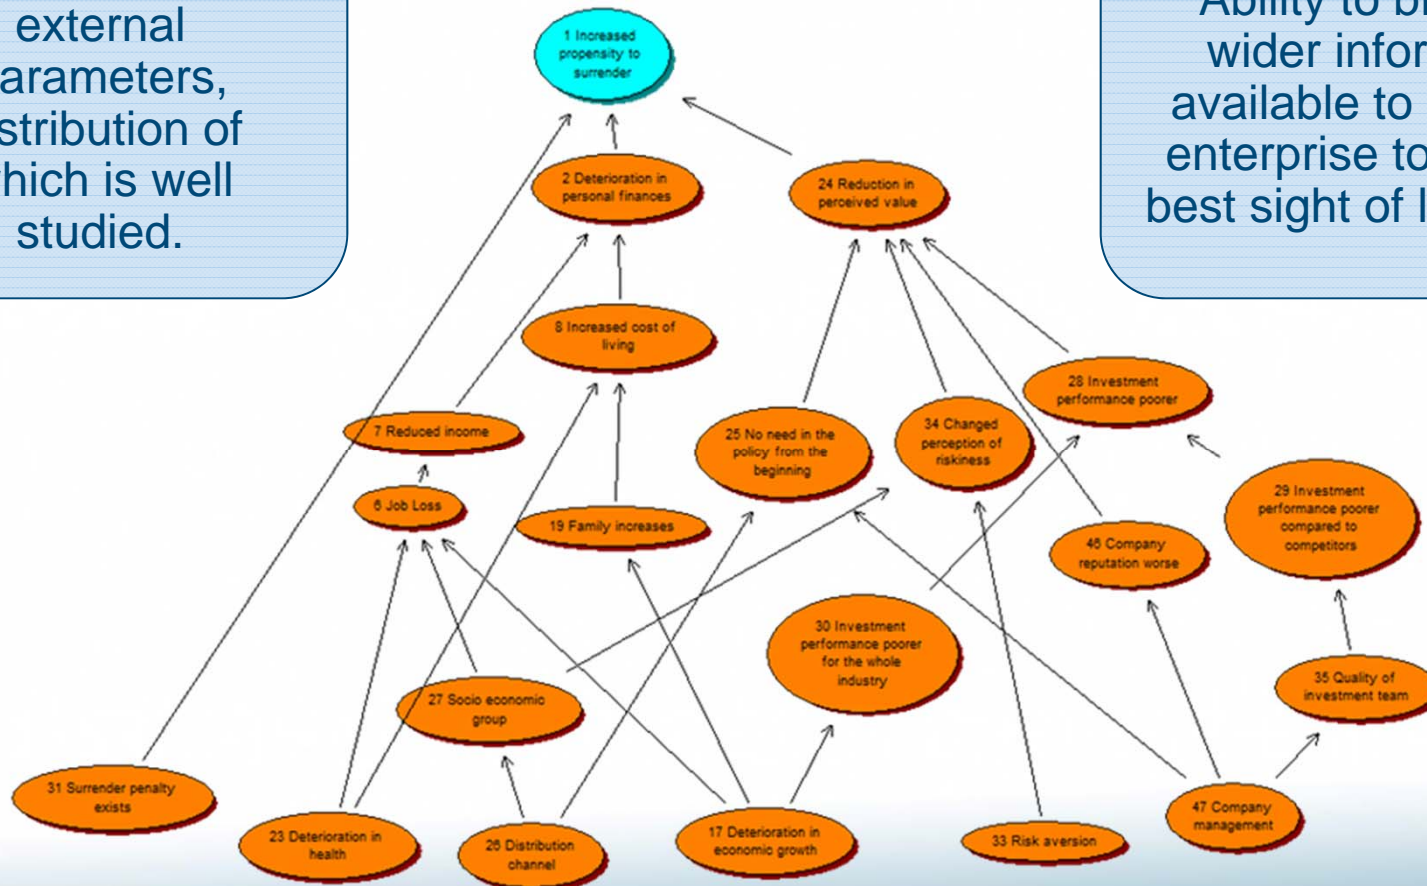 external
arameters,
stribution of
hich is well
studied.
wider infor
available to
enterprise to
best sight of l
1 Increased
propensity to
surrender
2 Deterioration in
personal finances
24 Reduction in
perceived value
8 Increased cost of
living
28 Investment
performance poorer
7 Reduced income
25 No need in the
policy from the
beginning
34 Changed
perception of
riskiness
6 Job Loss
19 Family increases
29 Investment
performance poorer
compared to
competitors
46 Company
reputation worse
30 Investment
performance poorer
for the whole
industry
27 Socio economic
group
35 Quality of
investment team
31 Surrender penalty
exists
23 Deterioration in
health
26 Distribution
channel
17 Deterioration in
economic growth
33 Risk aversion
47 Company
management